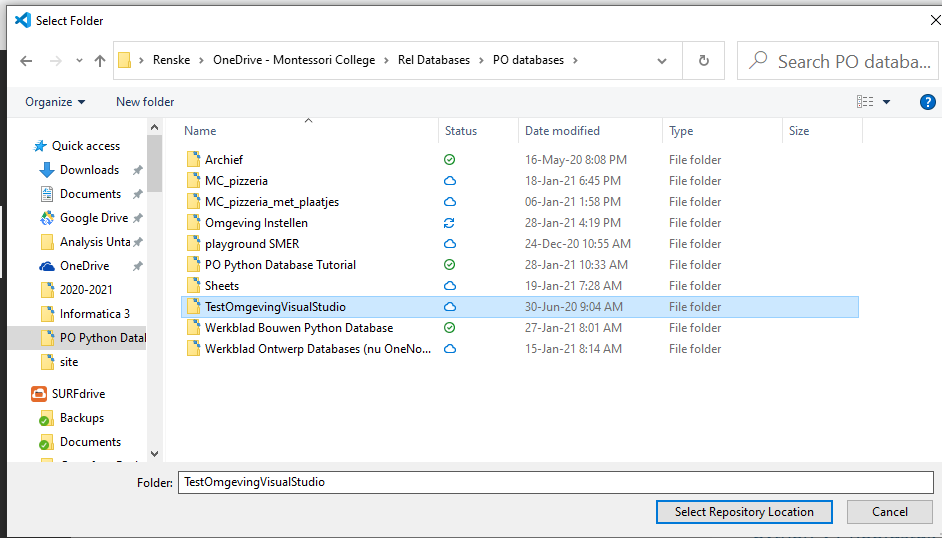 Select Folder
Renske > OneDrive - Montessori College > Rel Databases > PO databases >
Search PO databa...
Organize New folder
Name Status Date modified Type Size
Quick access
Downloads
Documents
Google Drive
Analysis Unta
OneDrive
2020-2021
Informatica 3
PO Python Datal
site
SURFdrive
Backups
Documents
Archief 16-May-20 8:08 PM File folder
MC_pizzeria 18-Jan-21 6:45 PM File folder
MC_pizzeria_met_plaatjes 06-Jan-21 1:58 PM File folder
Omgeving Instellen 28-Jan-21 4:19 PM File folder
playground SMER 24-Dec-20 10:55 AM File folder
PO Python Database Tutorial 28-Jan-21 10:33 AM File folder
Sheets 19-Jan-21 7:28 AM File folder
TestOmgevingVisualStudio 30-Jun-20 9:04 AM File folder
Werkblad Bouwen Python Database 27-Jan-21 8:01 AM File folder
Werkblad Ontwerp Databases (nu OneNo... 15-Jan-21 8:14 AM File folder
Folder: TestOmgevingVisualStudio
Select Repository Location Cancel